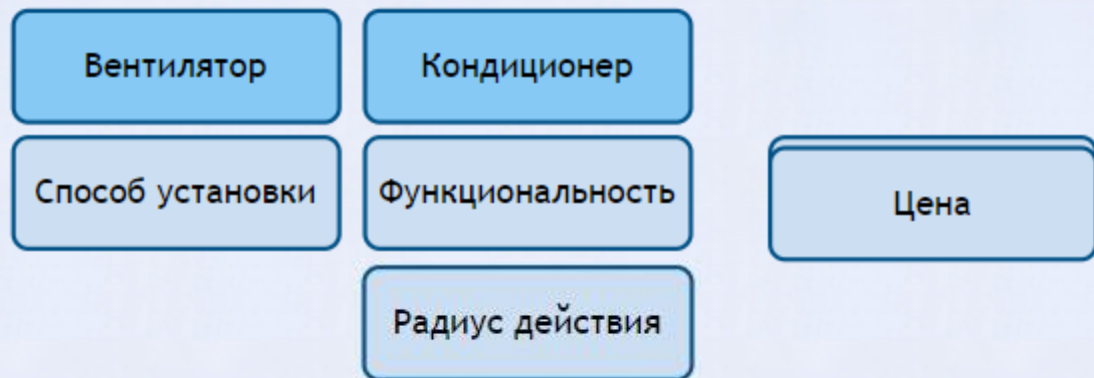 Вентилятор
Кондиционер
Способ установки
Функциональность
Цена
Радиус действия